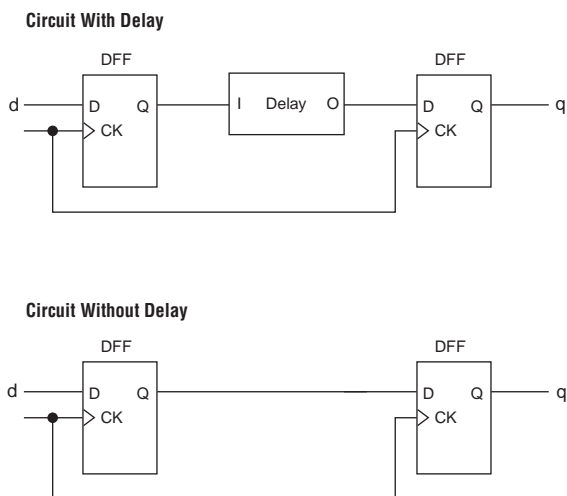 Circuit With Delay
DFF DFF
d D Q I Delay O D Q q
CK CK
Circuit Without Delay
DFF DFF
d D Q D Q q
CK CK